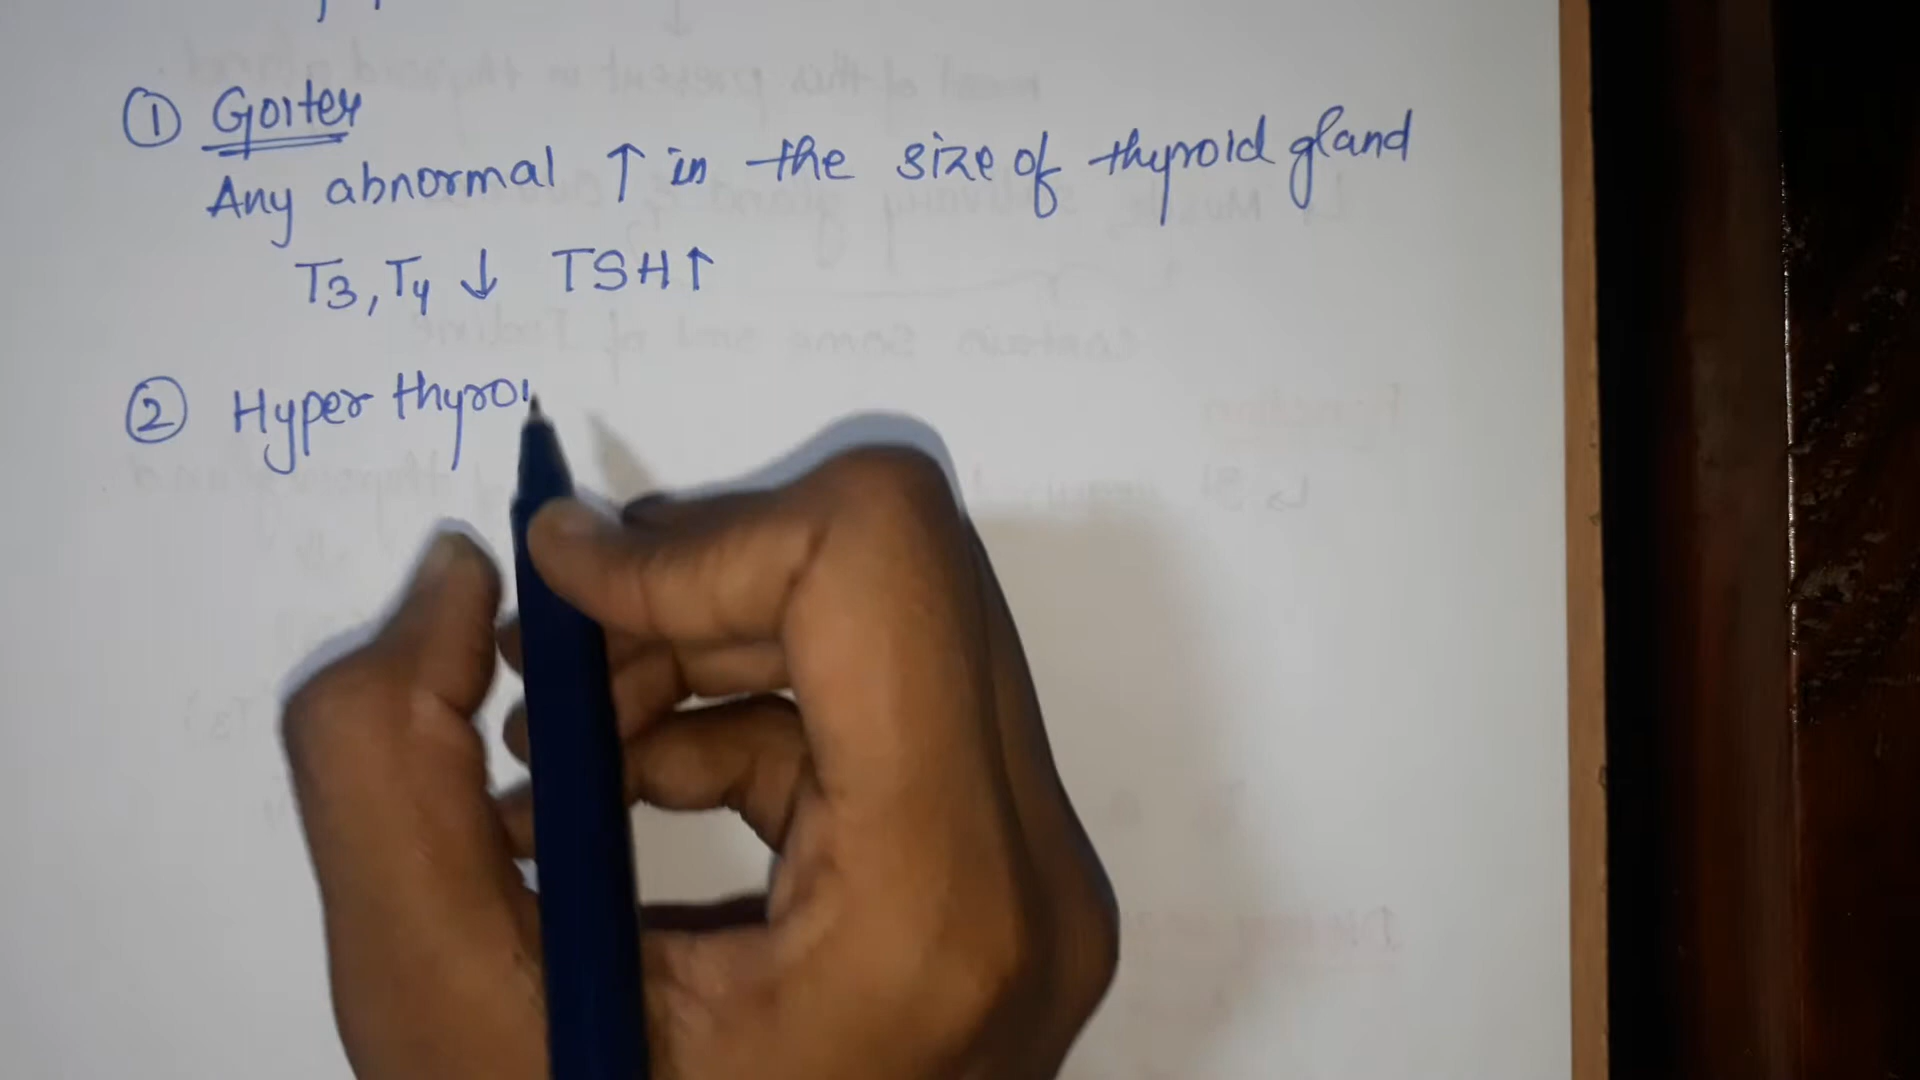 ① Goiter
Any abnormal ↑ in the size of thyroid gland
T3, T4 ↓ TSH↑
② Hyper thyroi